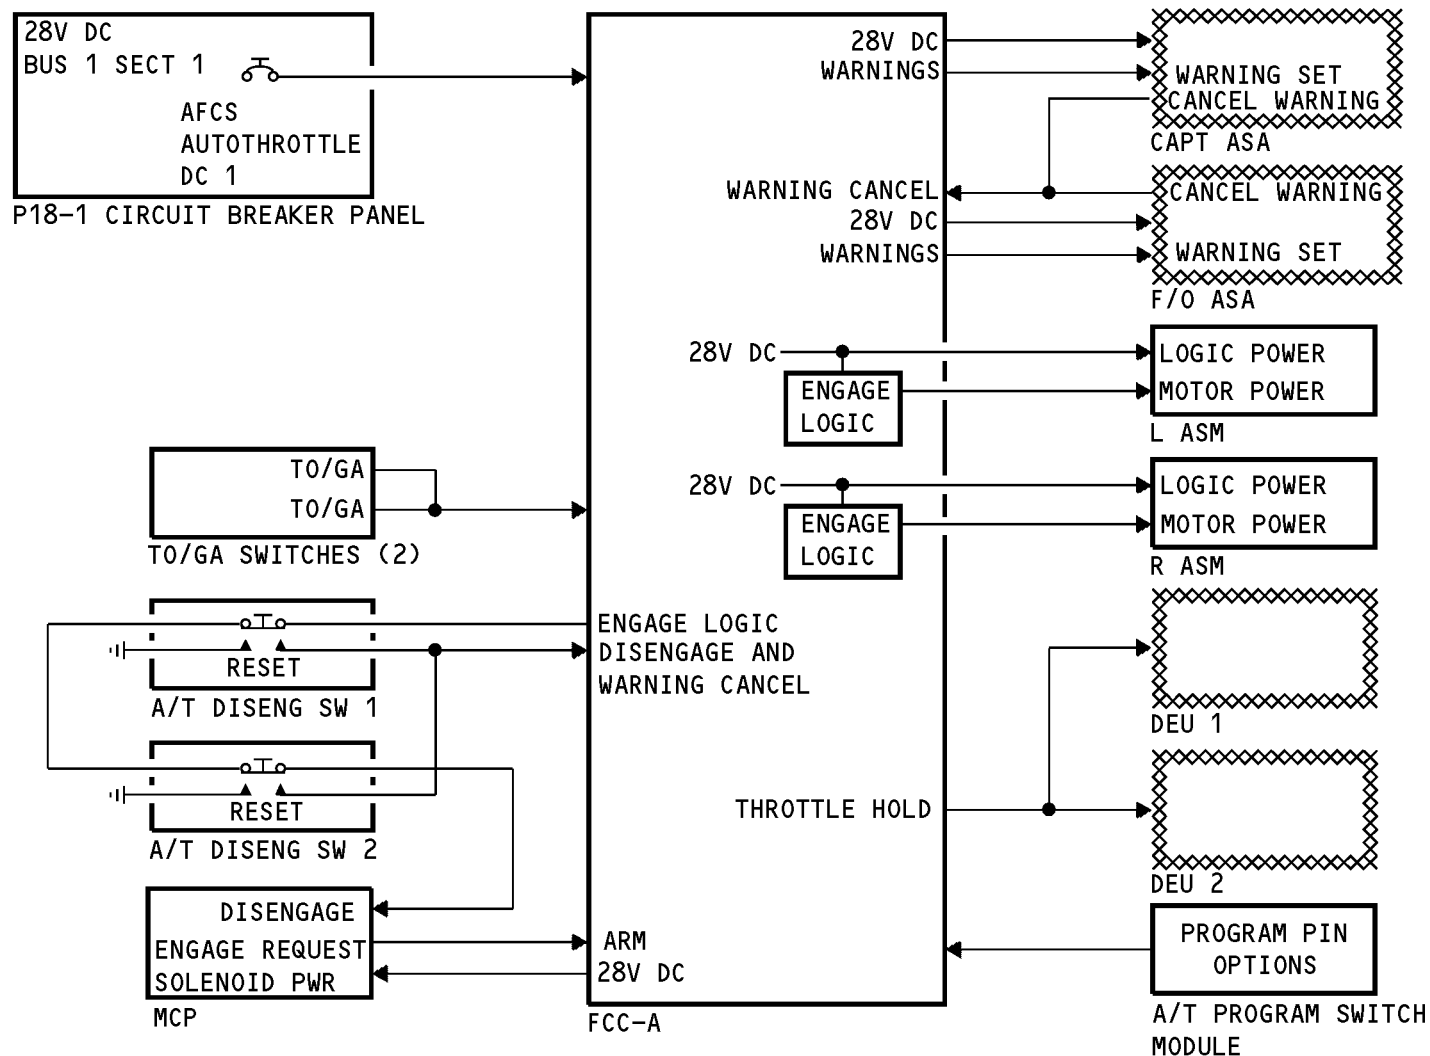 28V DC
BUS 1 SECT 1
AFCS
AUTOTHROTTLE
DC 1
P18-1 CIRCUIT BREAKER PANEL
TO/GA
TO/GA
TO/GA SWITCHES (2)
RESET
A/T DISENG SW 1
RESET
A/T DISENG SW 2
DISENGAGE
ENGAGE REQUEST
SOLENOID PWR
MCP
28V DC
WARNINGS
WARNING CANCEL
28V DC
WARNINGS
28V DC
ENGAGE
LOGIC
28V DC
ENGAGE
LOGIC
ENGAGE LOGIC
DISENGAGE AND
WARNING CANCEL
THROTTLE HOLD
ARM
28V DC
FCC-A
WARNING SET
CANCEL WARNING
CAPT ASA
CANCEL WARNING
WARNING SET
F/O ASA
LOGIC POWER
MOTOR POWER
L ASM
LOGIC POWER
MOTOR POWER
R ASM
DEU 1
DEU 2
PROGRAM PIN
OPTIONS
A/T PROGRAM SWITCH
MODULE